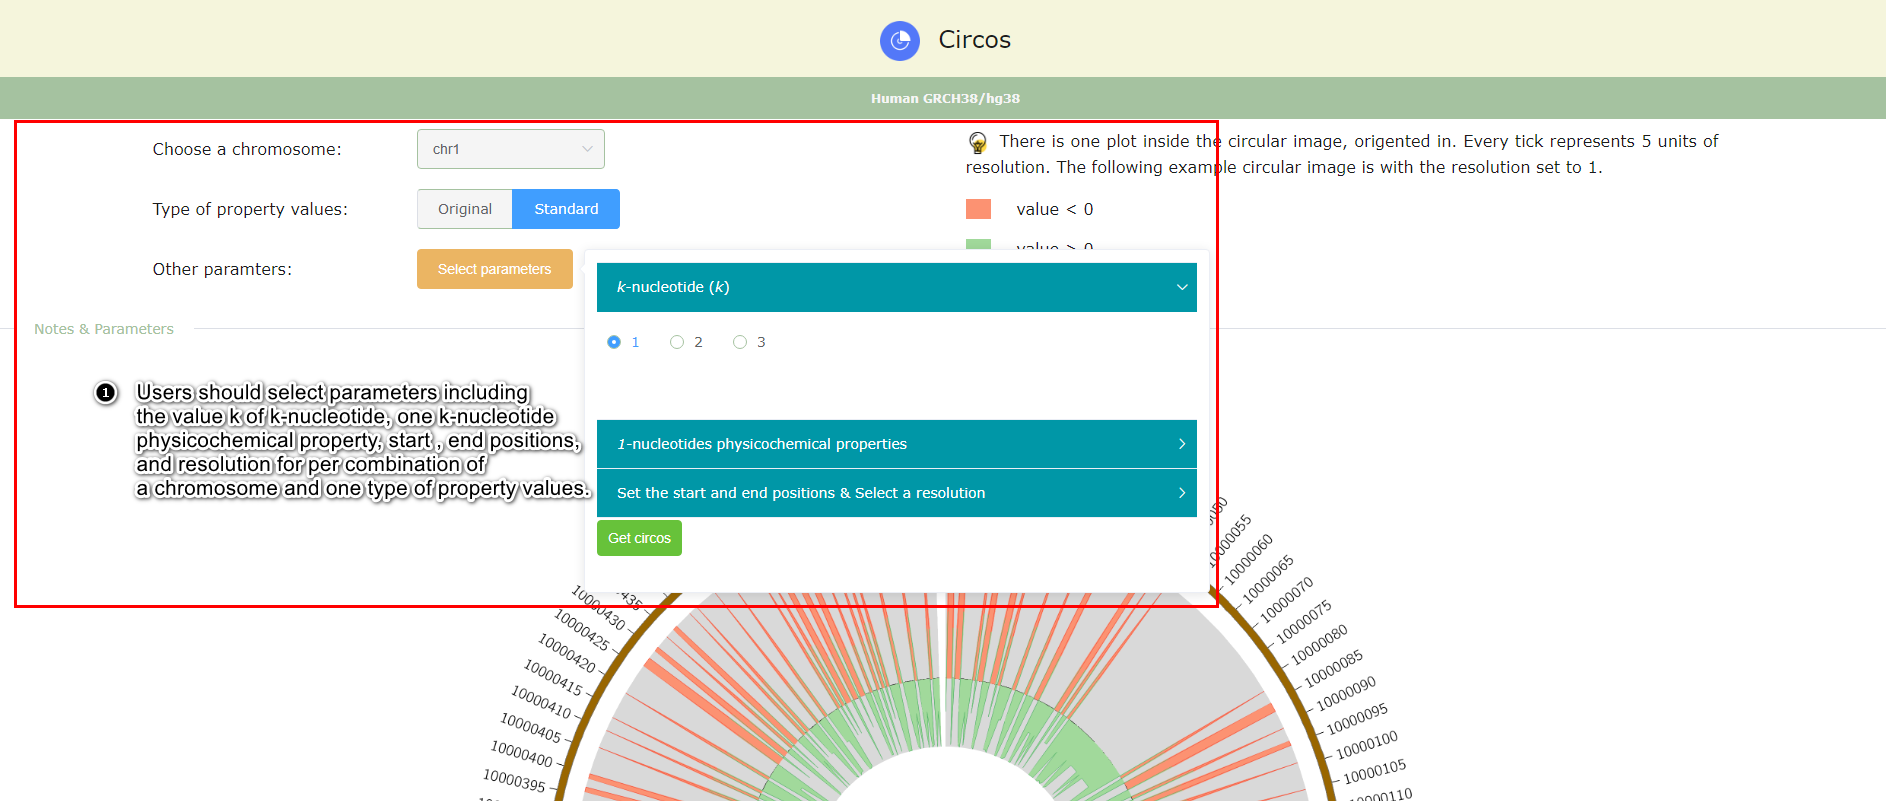 Circos
Human GRCH38/hg38
Choose a chromosome:
chr1
There is one plot inside the circular image, origented in. Every tick represents 5 units of
resolution. The following example circular image is with the resolution set to 1.
Type of property values:
Original
Standard
value < 0
value > 0
Other paramters:
Select parameters
k-nucleotide (k)
Notes & Parameters
1
2
3
1
Users should select parameters including
the value k of k-nucleotide, one k-nucleotide
physicochemical property, start , end positions,
and resolution for per combination of
a chromosome and one type of property values.
1-nucleotides physicochemical properties
Set the start and end positions & Select a resolution
Get circos
10000055
10000060
10000065
10000070
10000075
10000080
10000085
10000090
10000095
10000100
10000105
10000110
10000430
10000425
10000420
10000415
10000410
10000405
10000400
10000395